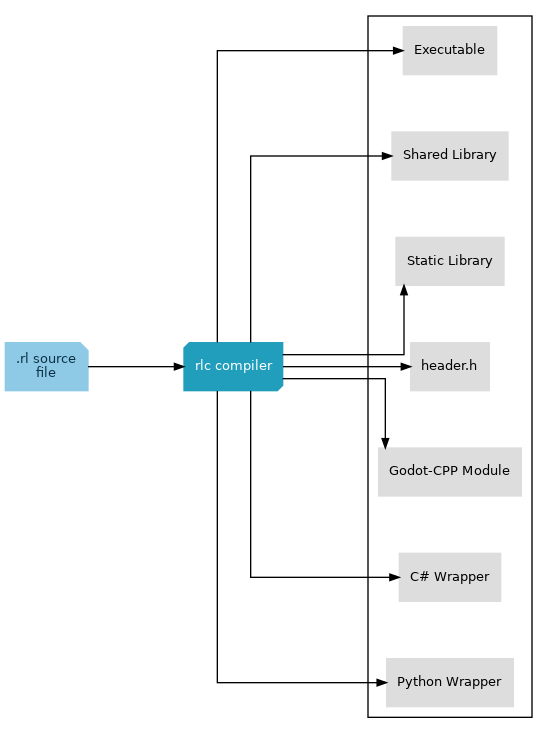 Executable
Shared Library
Static Library
.rl source
file
rlc compiler
header.h
Godot-CPP Module
C# Wrapper
Python Wrapper